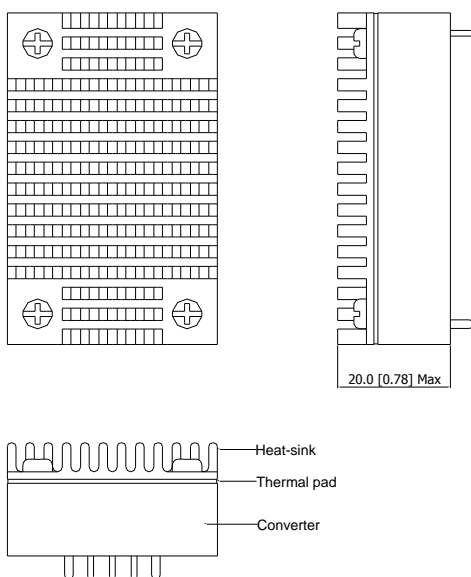 20.0 [0.78] Max
Heat-sink
Thermal pad
Converter